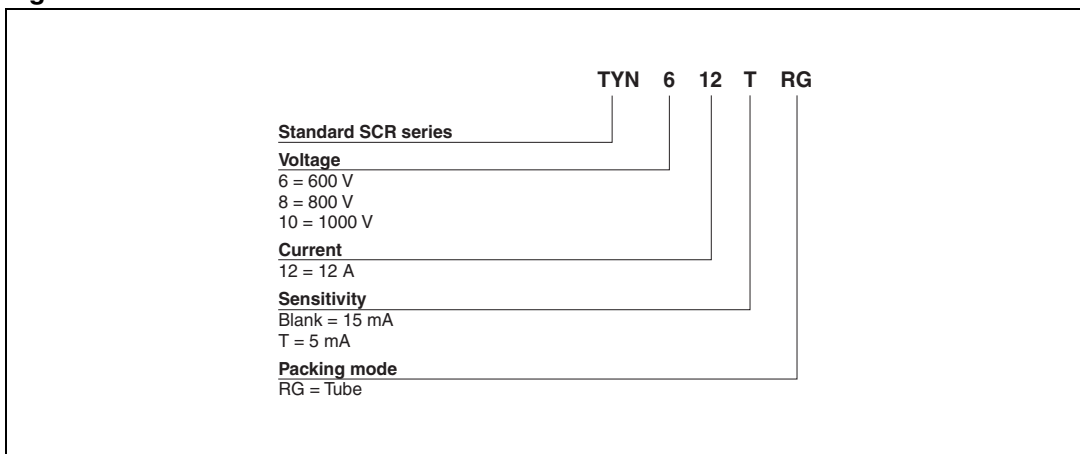 TYN 6 12 T RG
Standard SCR series
Voltage
6 = 600 V
8 = 800 V
10 = 1000 V
Current
12 = 12 A
Sensitivity
Blank = 15 mA
T = 5 mA
Packing mode
RG = Tube